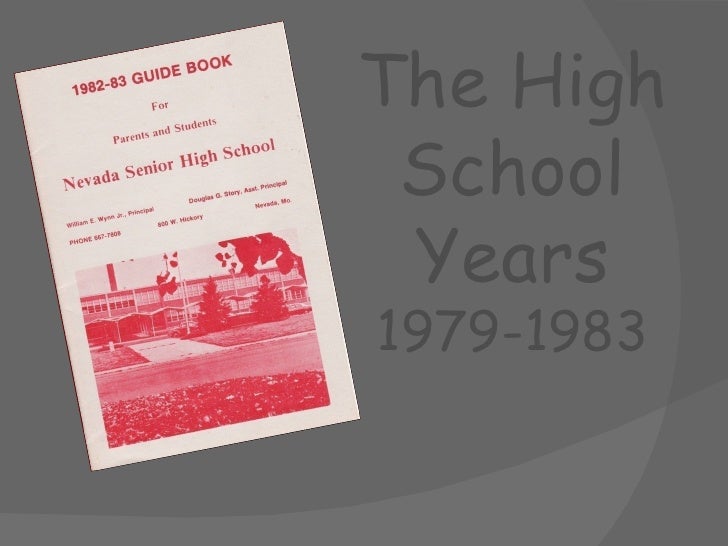 1982-83 GUIDE BOOK
For
Parents and Students
Nevada Senior High School
William E. Wynn Jr., Principal
Douglas G. Story, Asst. Principal
PHONE 667-7808
800 W. Hickory
Nevada, Mo.
The High
School
Years
1979-1983